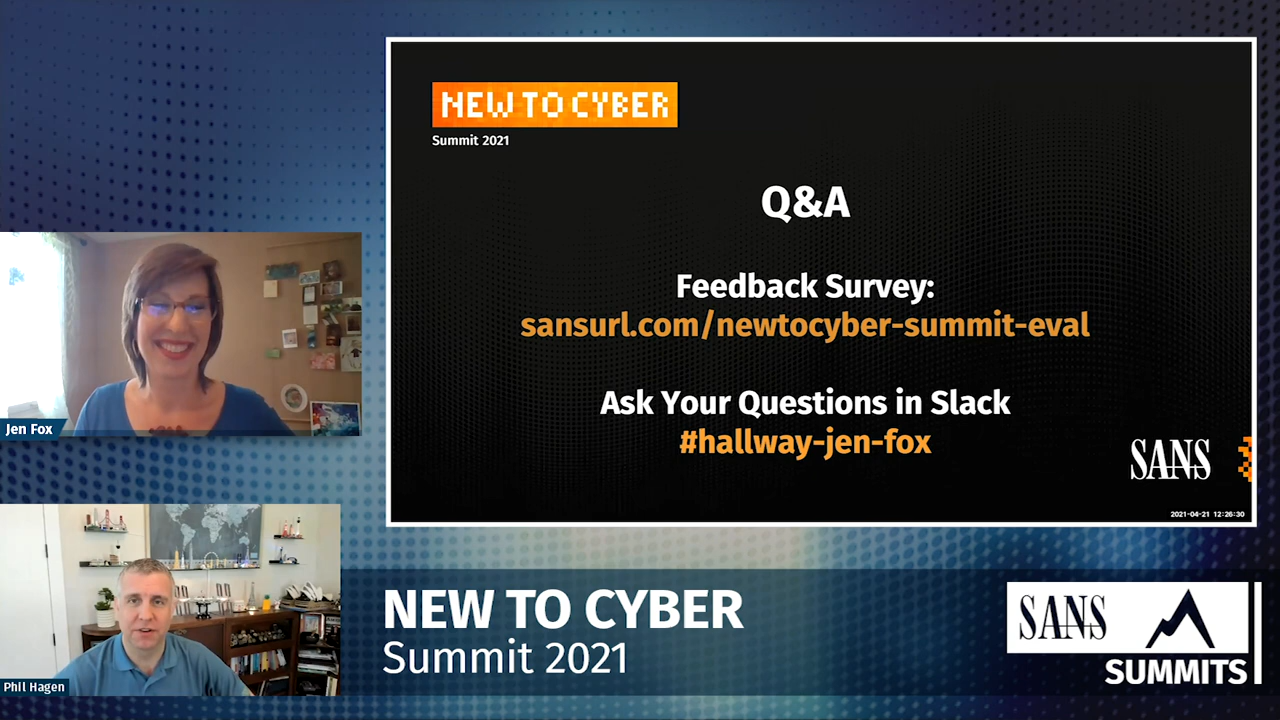 NEW TO CYBER
Summit 2021
Q&A
Feedback Survey:
sansurl.com/newtocyber-summit-eval
Ask Your Questions in Slack
#hallway-jen-fox
SANS
2021-04-21 12:26:30
Jen Fox
Phil Hagen
NEW TO CYBER
Summit 2021
SANS
SUMMITS